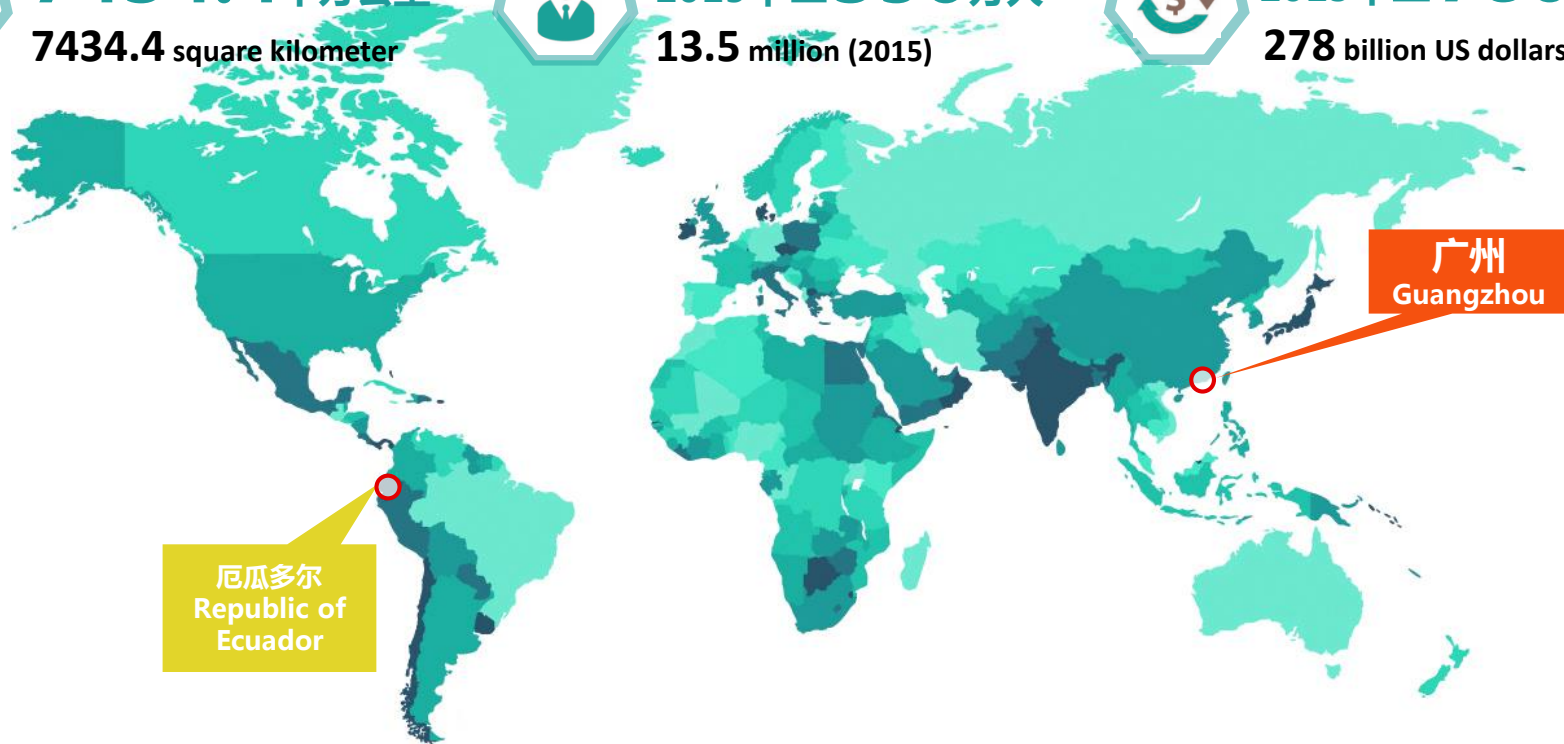 7434.4 square kilometer
13.5 million (2015)
278 billion US dollars
$
广州
Guangzhou
厄瓜多尔
Republic of
Ecuador